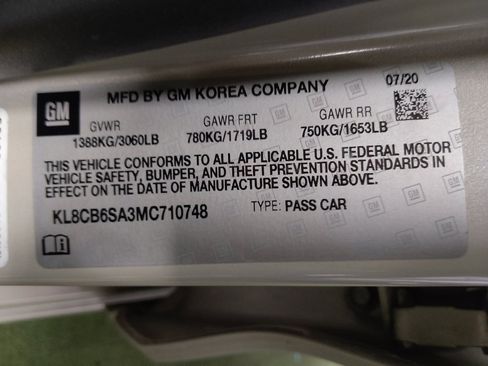 GM
MFD BY GM KOREA COMPANY 07/20
GVWR GAWR FRT GAWR RR
1388KG/3060LB 780KG/1719LB 750KG/1653LB
THIS VEHICLE CONFORMS TO ALL APPLICABLE U.S. FEDERAL MOTOR
VEHICLE SAFETY, BUMPER, AND THEFT PREVENTION STANDARDS IN
EFFECT ON THE DATE OF MANUFACTURE SHOWN ABOVE.
KL8CB6SA3MC710748 TYPE: PASS CAR